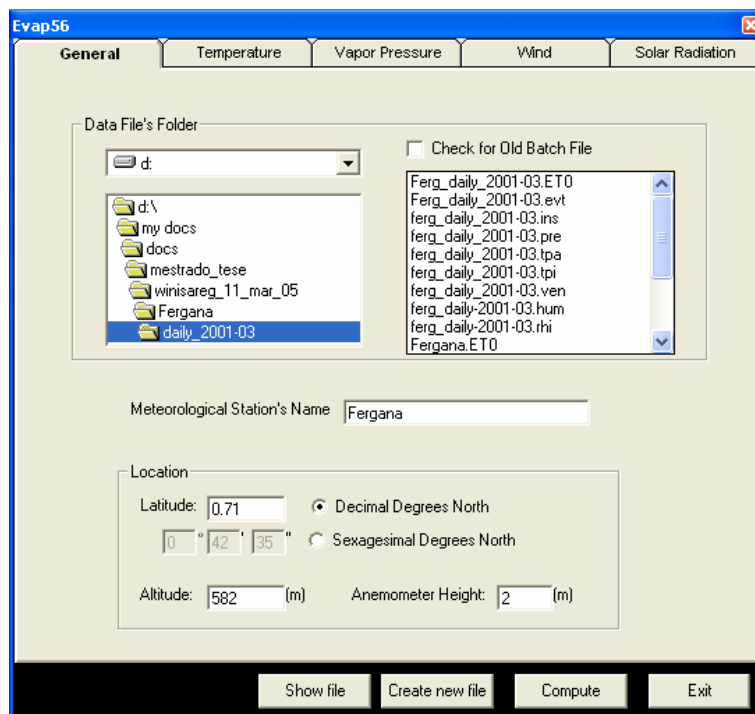 Evap56
General Temperature Vapor Pressure Wind Solar Radiation
Data File's Folder
d:
Check for Old Batch File
d:\
my docs
docs
mestrado_tese
winisareg_11_mar_05
Fergana
daily_2001-03
Ferg_daily_2001-03.ET0
Ferg_daily_2001-03.evt
ferg_daily_2001-03.ins
ferg_daily_2001-03.pre
ferg_daily_2001-03.tpa
ferg_daily_2001-03.tpi
ferg_daily_2001-03.ven
ferg_daily-2001-03.hum
ferg_daily-2001-03.rhi
Fergana.ET0
Meteorological Station's Name Fergana
Location
Latitude: 0.71 Decimal Degrees North
0 ° 42 ' 35 " Sexagesimal Degrees North
Altitude: 582 (m) Anemometer Height: 2 (m)
Show file Create new file Compute Exit